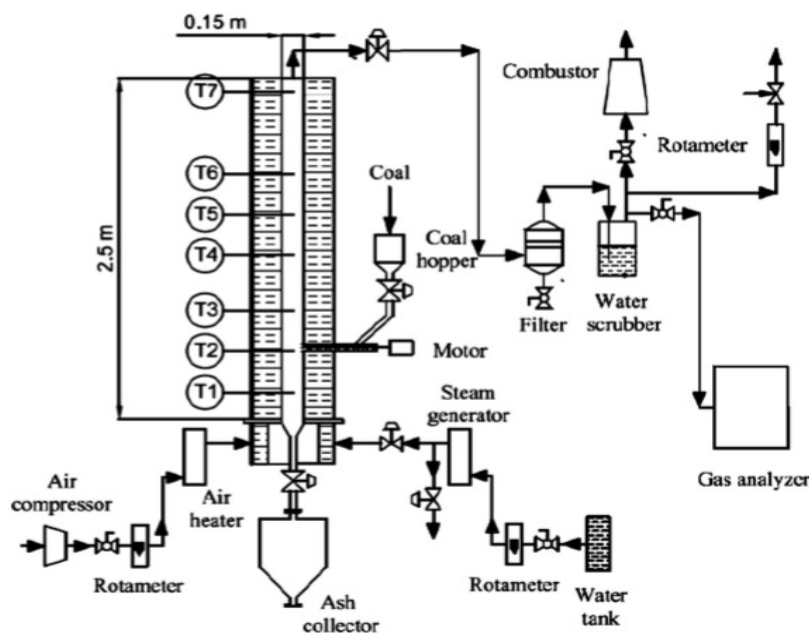 0.15 m
Combustor
T7
Rotameter
T6
Coal
T5
2.5 m
Coal
hopper
T4
T3
Filter
Water
scrubber
T2
Motor
T1
Steam
generator
Gas analyzer
Air
compressor
Air
heater
Rotameter
Ash
collector
Rotameter
Water
tank